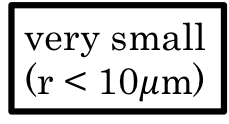 very small
(r < 10μm)